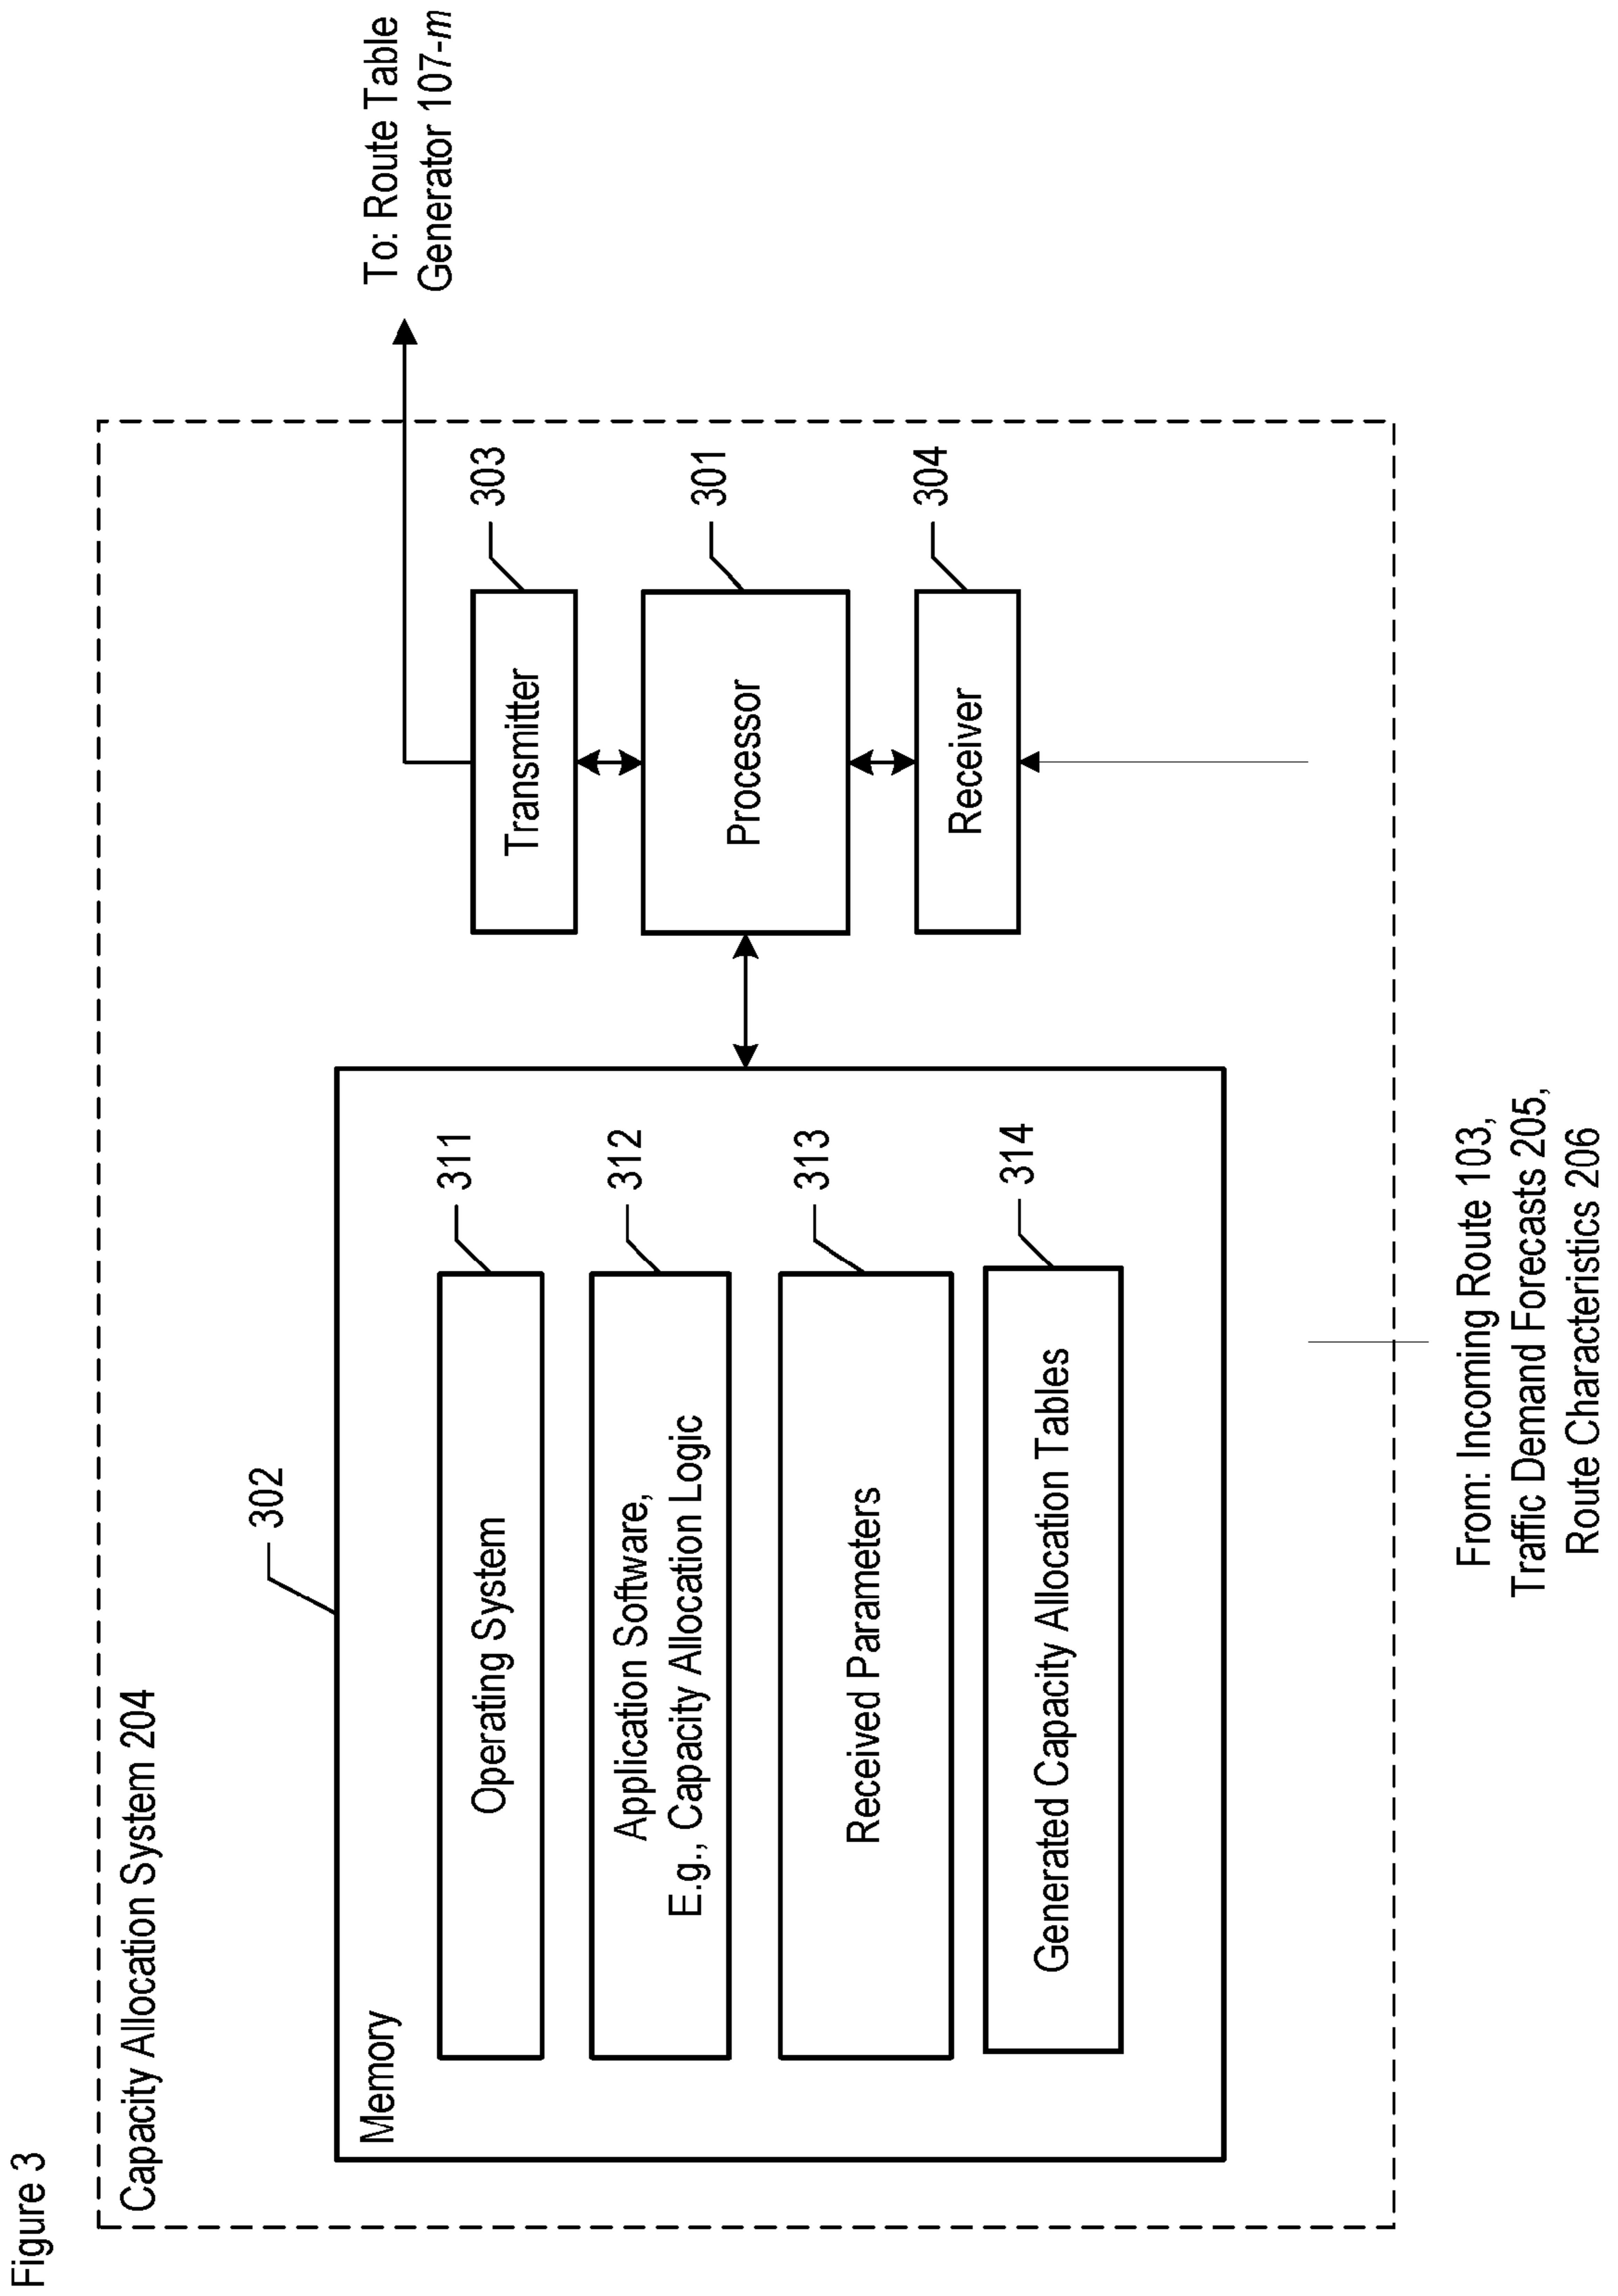 Figure 3
Capacity Allocation System 204
To: Route Table
Generator 107-m
302
Memory
311
Operating System
312
Application Software,
E.g., Capacity Allocation Logic
313
Received Parameters
314
Generated Capacity Allocation Tables
303
Transmitter
301
Processor
304
Receiver
From: Incoming Route 103,
Traffic Demand Forecasts 205,
Route Characteristics 206